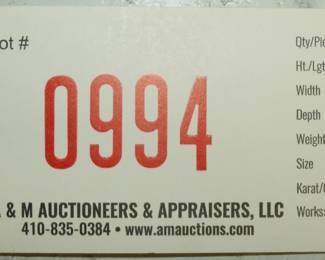 ot #
0994
& M AUCTIONEERS & APPRAISERS, LLC
410-835-0384 • www.amauctions.com
Qty/Pie
Ht./Lgt
Width
Depth
Weight
Size
Karat/
Works